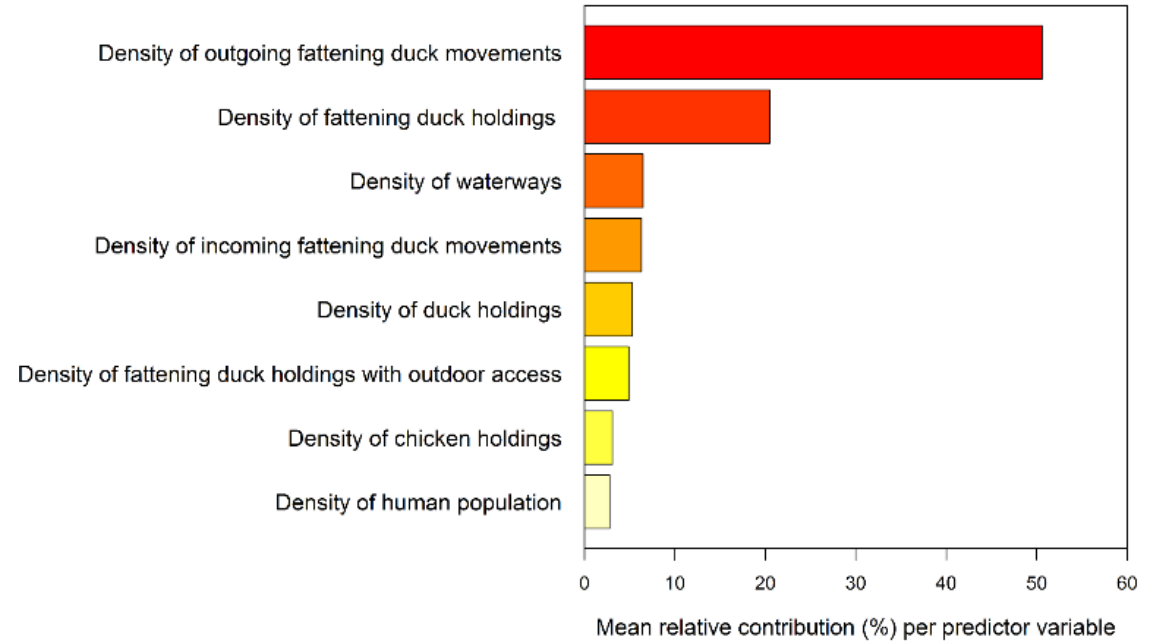 Density of outgoing fattening duck movements
Density of fattening duck holdings
Density of waterways
Density of incoming fattening duck movements
Density of duck holdings
Density of fattening duck holdings with outdoor access
Density of chicken holdings
Density of human population
0 10 20 30 40 50 60
Mean relative contribution (%) per predictor variable